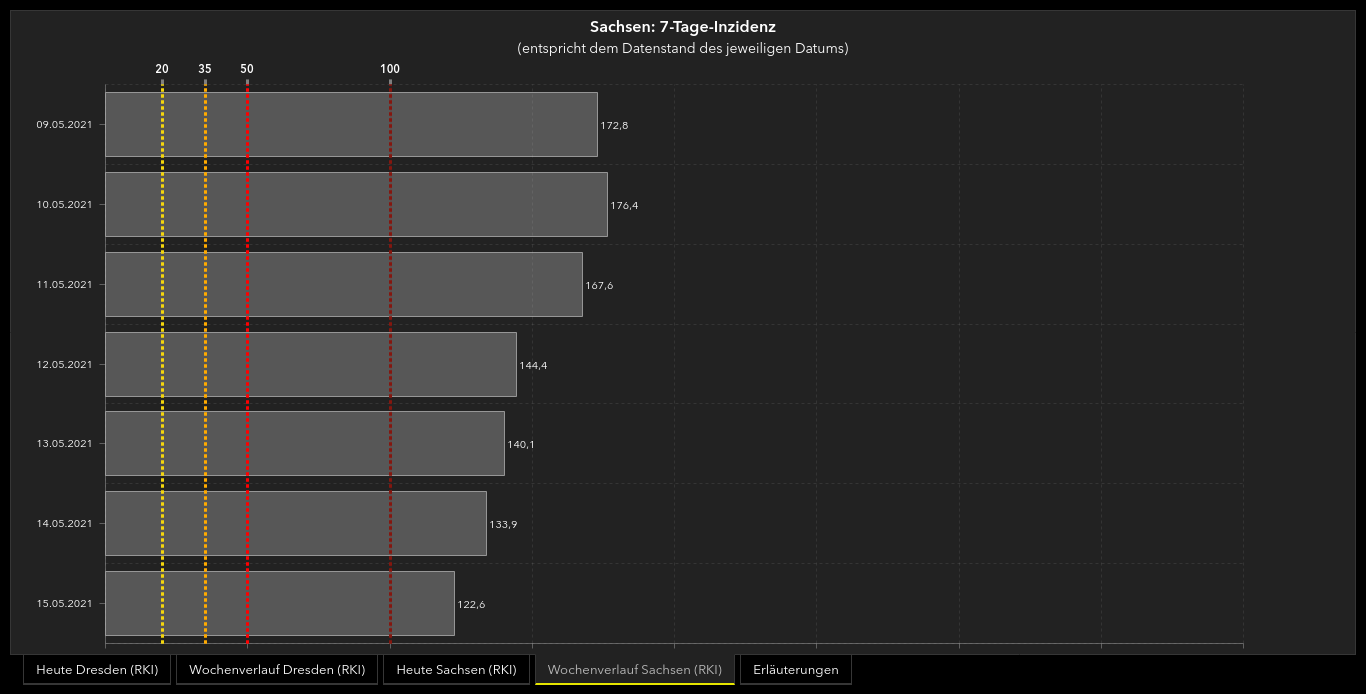 Sachsen: 7-Tage-Inzidenz
(entspricht dem Datenstand des jeweiligen Datums)
20 35 50 100
09.05.2021 172,8
10.05.2021 176,4
11.05.2021 167,6
12.05.2021 144,4
13.05.2021 140,1
14.05.2021 133,9
15.05.2021 122,6
Heute Dresden (RKI) Wochenverlauf Dresden (RKI) Heute Sachsen (RKI) Wochenverlauf Sachsen (RKI) Erläuterungen